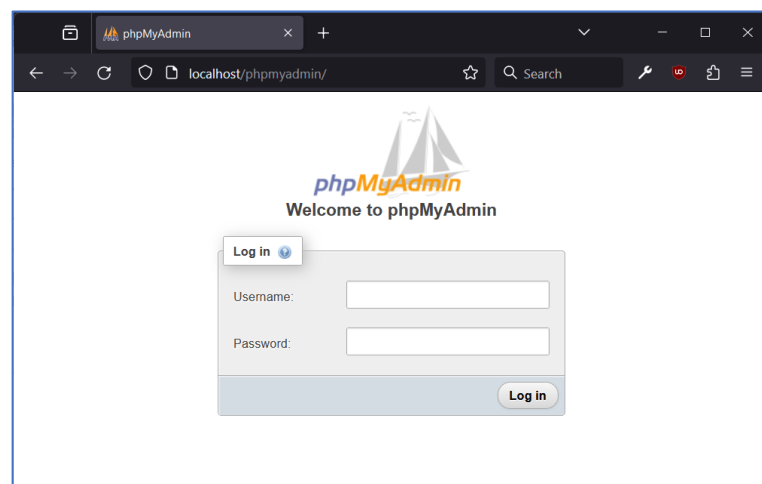 phpMyAdmin
localhost/phpmyadmin/
Search
phpMyAdmin
Welcome to phpMyAdmin
Log in
Username:
Password:
Log in